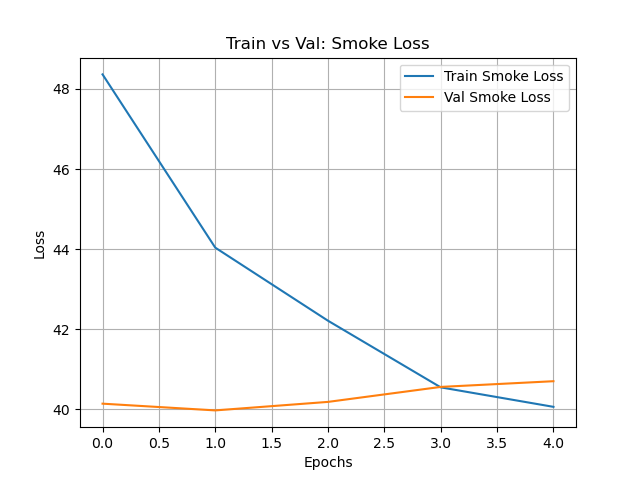 Train vs Val: Smoke Loss
Train Smoke Loss
Val Smoke Loss
48
46
44
42
40
Loss
0.0 0.5 1.0 1.5 2.0 2.5 3.0 3.5 4.0
Epochs